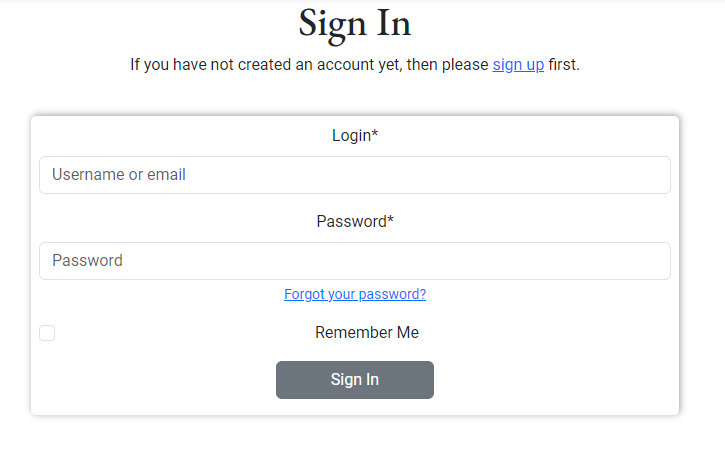 Sign In
If you have not created an account yet, then please sign up first.
Login*
Username or email
Password*
Password
Forgot your password?
Remember Me
Sign In